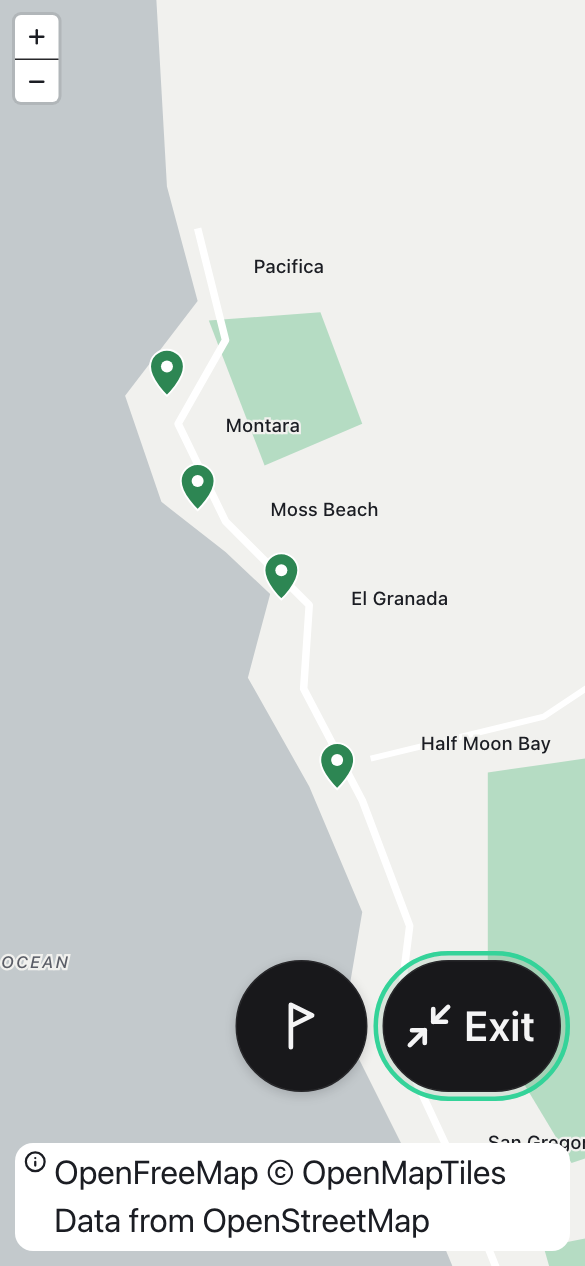 +
−
Pacifica
Montara
Moss Beach
El Granada
Half Moon Bay
OCEAN
Exit
OpenFreeMap © OpenMapTiles
Data from OpenStreetMap